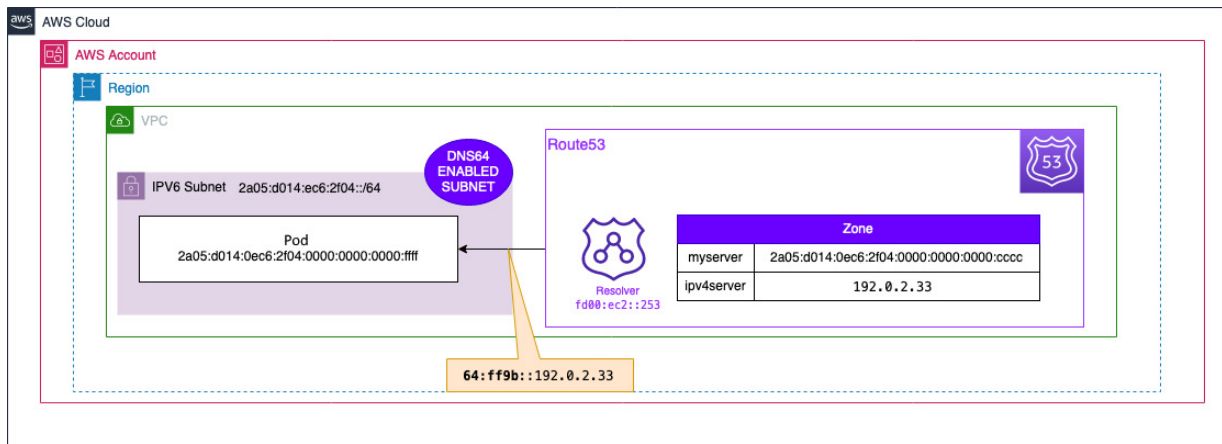 aws
AWS Cloud
AWS Account
Region
VPC
DNS64
ENABLED
SUBNET
IPV6 Subnet 2a05:d014:ec6:2f04::/64
Pod
2a05:d014:0ec6:2f04:0000:0000:0000:ffff
Route53
53
Resolver
fd00:ec2::253
Zone
myserver 2a05:d014:0ec6:2f04:0000:0000:0000:cccc
ipv4server 192.0.2.33
64:ff9b::192.0.2.33